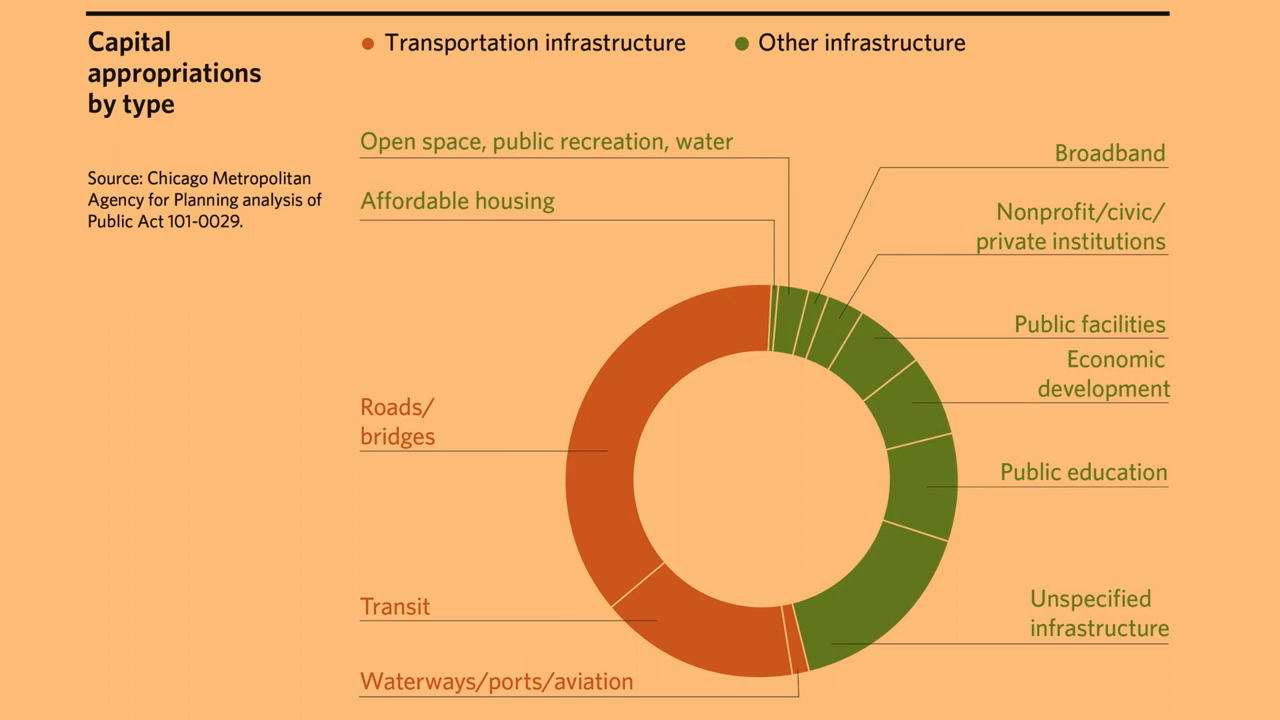 Capital
appropriations
by type
Source: Chicago Metropolitan
Agency for Planning analysis of
Public Act 101-0029.
Transportation infrastructure
Other infrastructure
Open space, public recreation, water
Affordable housing
Roads/
bridges
Transit
Waterways/ports/aviation
Broadband
Nonprofit/civic/
private institutions
Public facilities
Economic
development
Public education
Unspecified
infrastructure